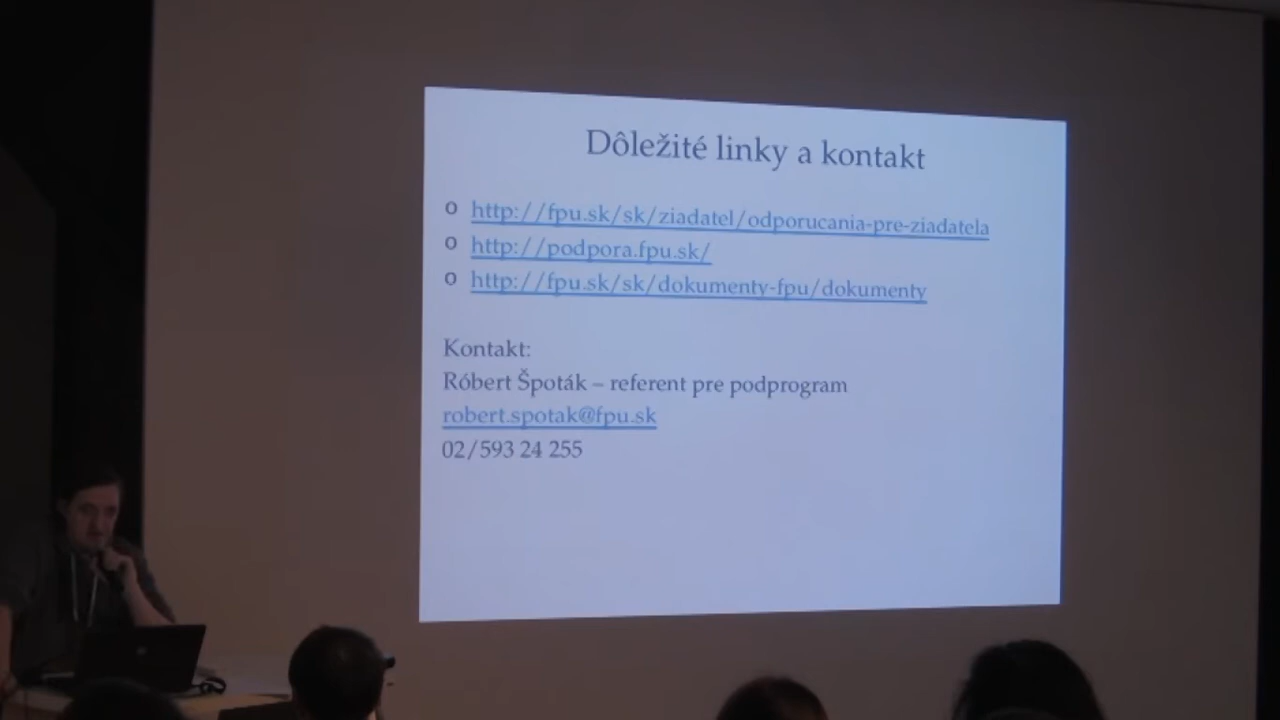 Dôležité linky a kontakt
o http://fpu.sk/sk/ziadatel/odporucania-pre-ziadatela
o http://podpora.fpu.sk/
o http://fpu.sk/sk/dokumenty-fpu/dokumenty
Kontakt:
Róbert Špoták – referent pre podprogram
robert.spotak@fpu.sk
02/593 24 255